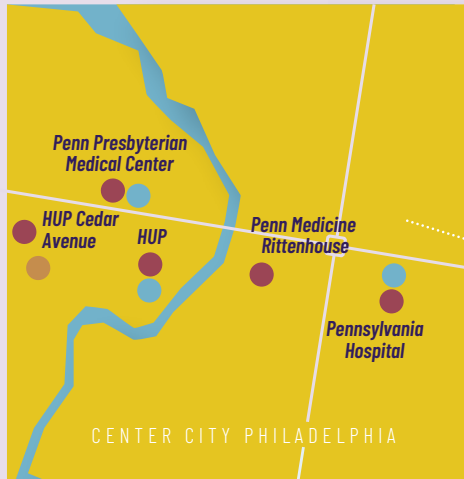 Penn Presbyterian
Medical Center
HUP Cedar
Avenue
HUP
Penn Medicine
Rittenhouse
Pennsylvania
Hospital
CENTER CITY PHILADELPHIA